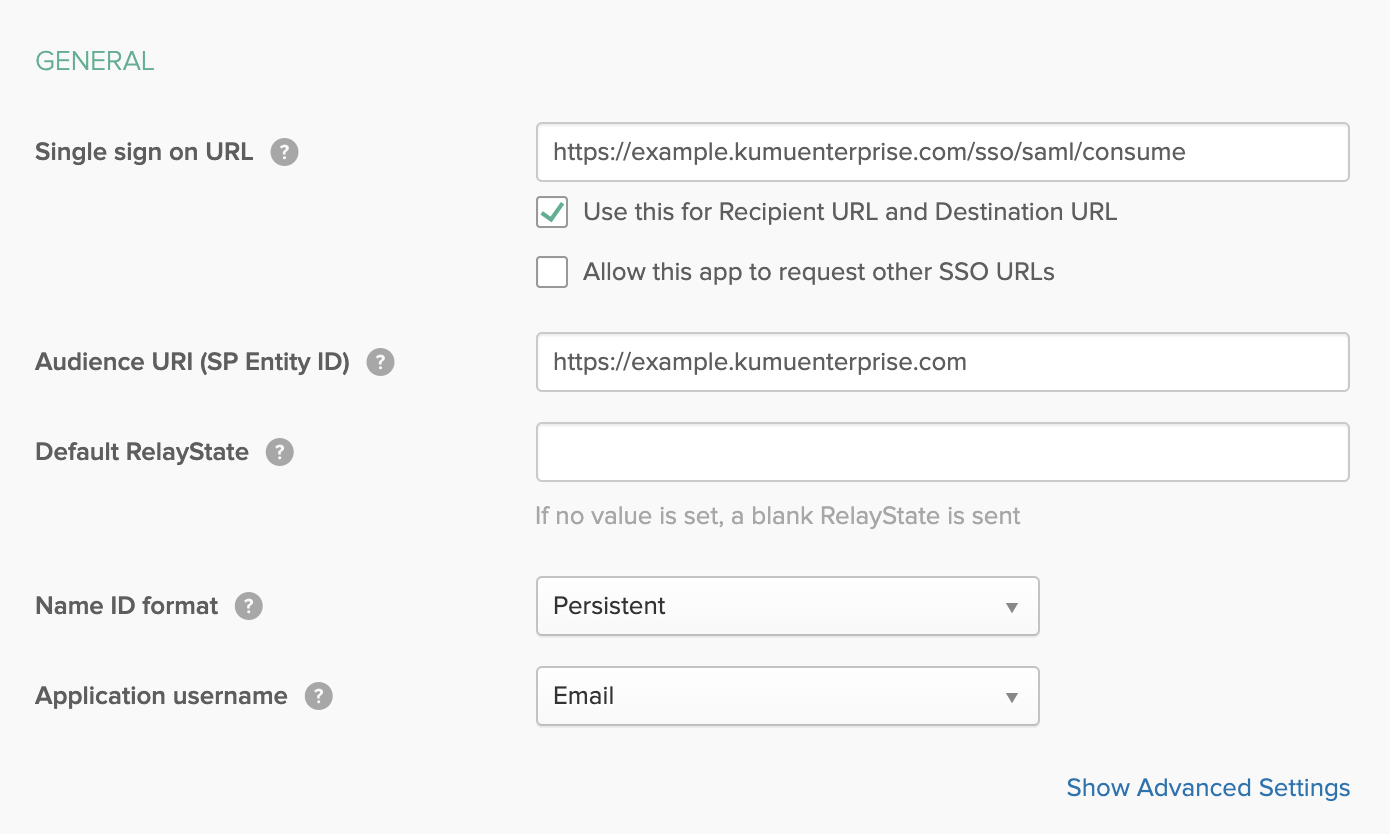 GENERAL
Single sign on URL ?
https://example.kumuenterprise.com/sso/saml/consume
Use this for Recipient URL and Destination URL
Allow this app to request other SSO URLs
Audience URI (SP Entity ID) ?
https://example.kumuenterprise.com
Default RelayState ?
If no value is set, a blank RelayState is sent
Name ID format ?
Persistent
Application username ?
Email
Show Advanced Settings